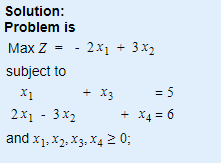 Solution:
Problem is
Max Z = - 2x₁ + 3x₂
subject to
x₁ + x₃ = 5
2x₁ - 3x₂ + x₄ = 6
and x₁, x₂, x₃, x₄ ≥ 0;